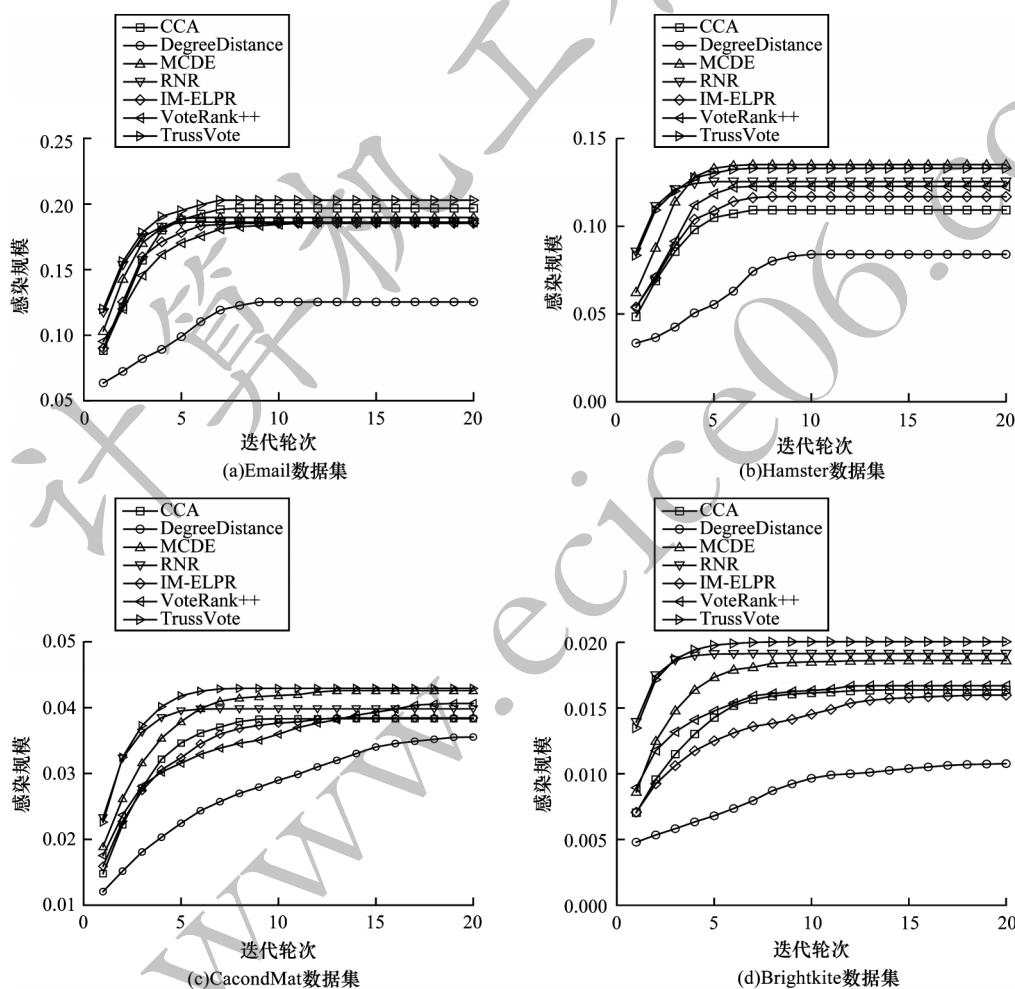 CCA
DegreeDistance
MCDE
RNR
IM-ELPR
VoteRank++
TrussVote
0.25
0.20
0.15
0.10
0.05
感染规模
0
5
10
15
20
迭代轮次
(a)Email数据集
CCA
DegreeDistance
MCDE
RNR
IM-ELPR
VoteRank++
TrussVote
0.15
0.10
0.05
0.00
感染规模
0
5
10
15
20
迭代轮次
(b)Hamster数据集
CCA
DegreeDistance
MCDE
RNR
IM-ELPR
VoteRank++
TrussVote
0.05
0.04
0.03
0.02
0.01
感染规模
0
5
10
15
20
迭代轮次
(c)CacondMat数据集
CCA
DegreeDistance
MCDE
RNR
IM-ELPR
VoteRank++
TrussVote
0.020
0.015
0.010
0.005
0.000
感染规模
0
5
10
15
20
迭代轮次
(d)Brightkite数据集
计算机工
www.ecice06.co